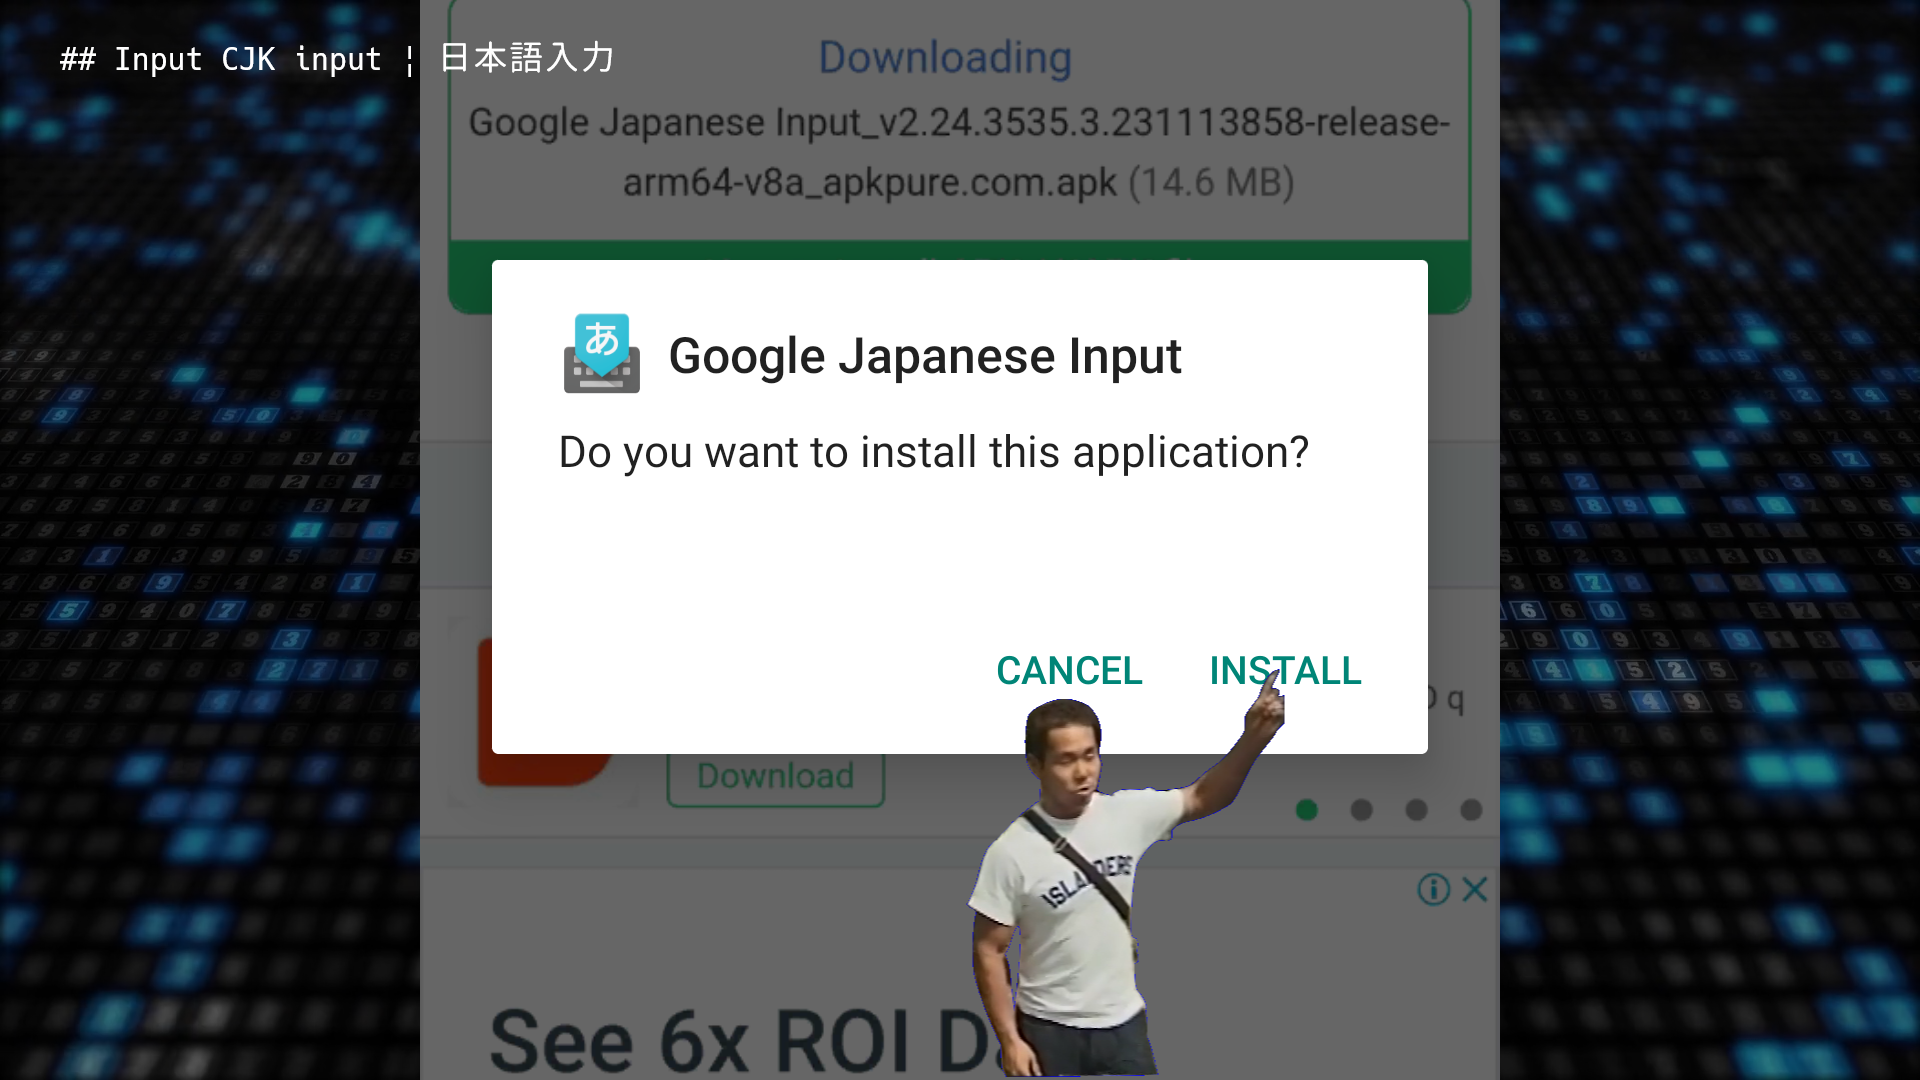 ## Input CJK input ¦ 日本語入力
Downloading
Google Japanese Input_v2.24.3535.3.231113858-release-
arm64-v8a_apkpure.com.apk (14.6 MB)
あ
Google Japanese Input
Do you want to install this application?
CANCEL INSTALL
q
Download
ISLANDERS
See 6x ROI